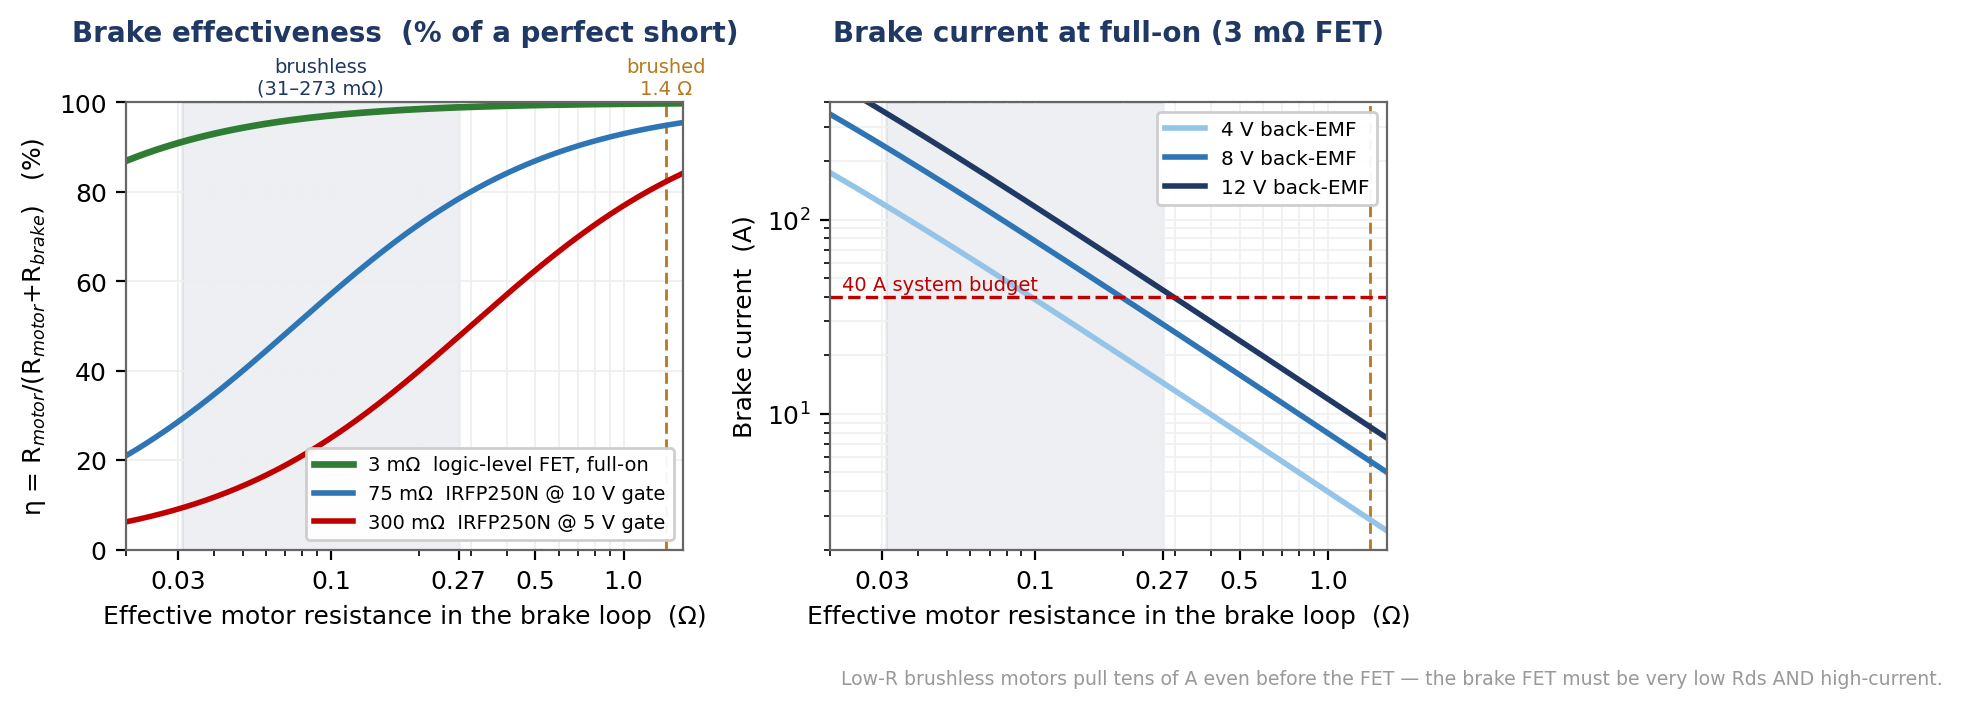 Brake effectiveness  (% of a perfect short)
brushless
(31–273 mΩ)
brushed
1.4 Ω
η = R_motor/(R_motor+R_brake)   (%)
100
80
60
40
20
0
3 mΩ  logic-level FET, full-on
75 mΩ  IRFP250N @ 10 V gate
300 mΩ  IRFP250N @ 5 V gate
0.03
0.1
0.27
0.5
1.0
Effective motor resistance in the brake loop  (Ω)
Brake current at full-on (3 mΩ FET)
Brake current  (A)
10²
10¹
4 V back-EMF
8 V back-EMF
12 V back-EMF
40 A system budget
0.03
0.1
0.27
0.5
1.0
Effective motor resistance in the brake loop  (Ω)
Low-R brushless motors pull tens of A even before the FET — the brake FET must be very low Rds AND high-current.